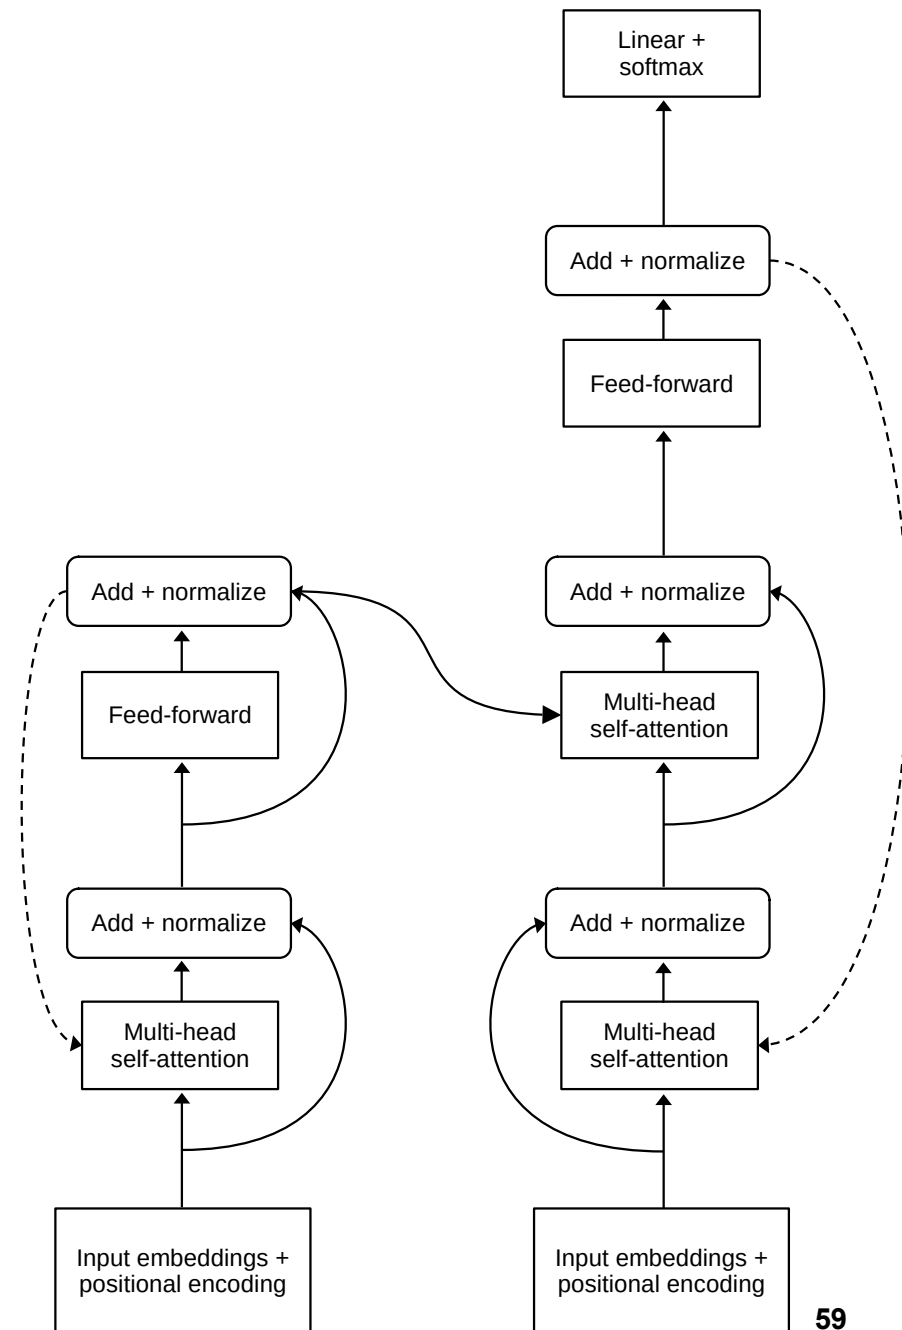 Linear +
softmax
Add + normalize
Feed-forward
Add + normalize
Add + normalize
Feed-forward
Multi-head
self-attention
Add + normalize
Add + normalize
Multi-head
self-attention
Multi-head
self-attention
Input embeddings +
positional encoding
Input embeddings +
positional encoding
59